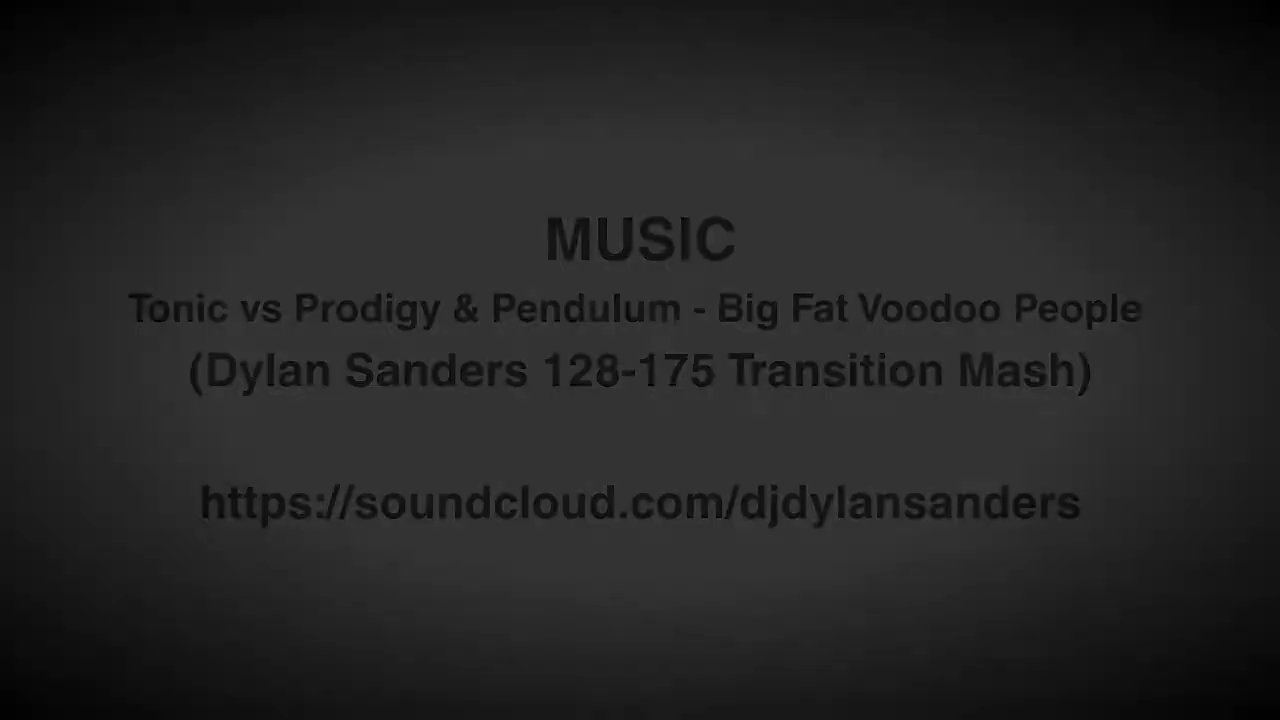 MUSIC
Tonic vs Prodigy & Pendulum - Big Fat Voodoo People
(Dylan Sanders 128-175 Transition Mash)
https://soundcloud.com/djdylansanders